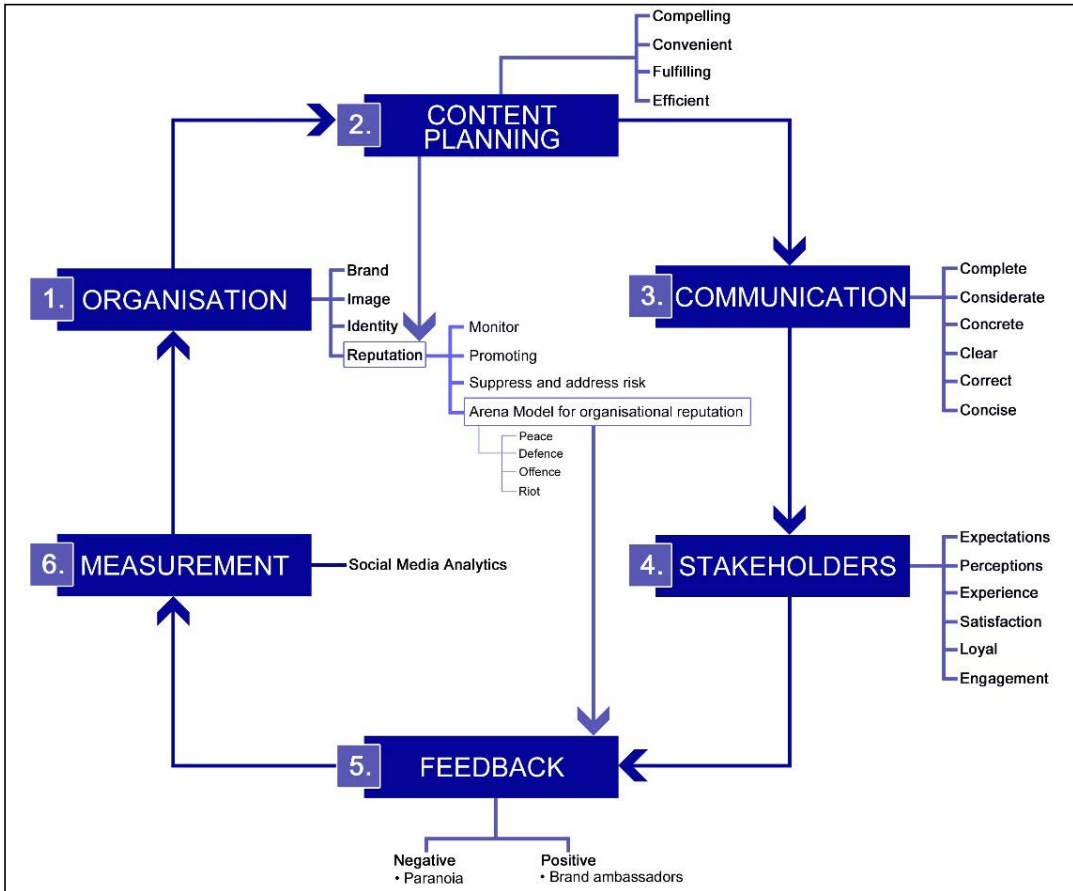 Compelling
Convenient
Fulfilling
Efficient
2.
CONTENT
PLANNING
1.
ORGANISATION
Brand
Image
Identity
Reputation
Monitor
Promoting
Suppress and address risk
Arena Model for organisational reputation
Peace
Defence
Offence
Riot
3.
COMMUNICATION
Complete
Considerate
Concrete
Clear
Correct
Concise
4.
STAKEHOLDERS
Expectations
Perceptions
Experience
Satisfaction
Loyal
Engagement
5.
FEEDBACK
Negative
• Paranoia
Positive
• Brand ambassadors
6.
MEASUREMENT
Social Media Analytics